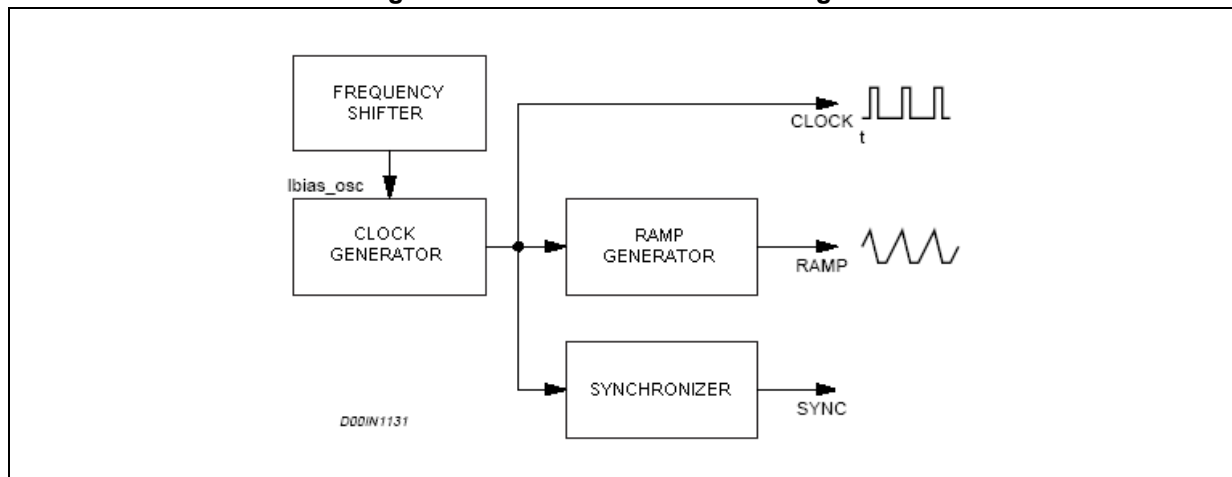 FREQUENCY
SHIFTER
CLOCK
t
Ibias_osc
CLOCK
GENERATOR
RAMP
GENERATOR
RAMP
SYNCHRONIZER
SYNC
D00IN1131